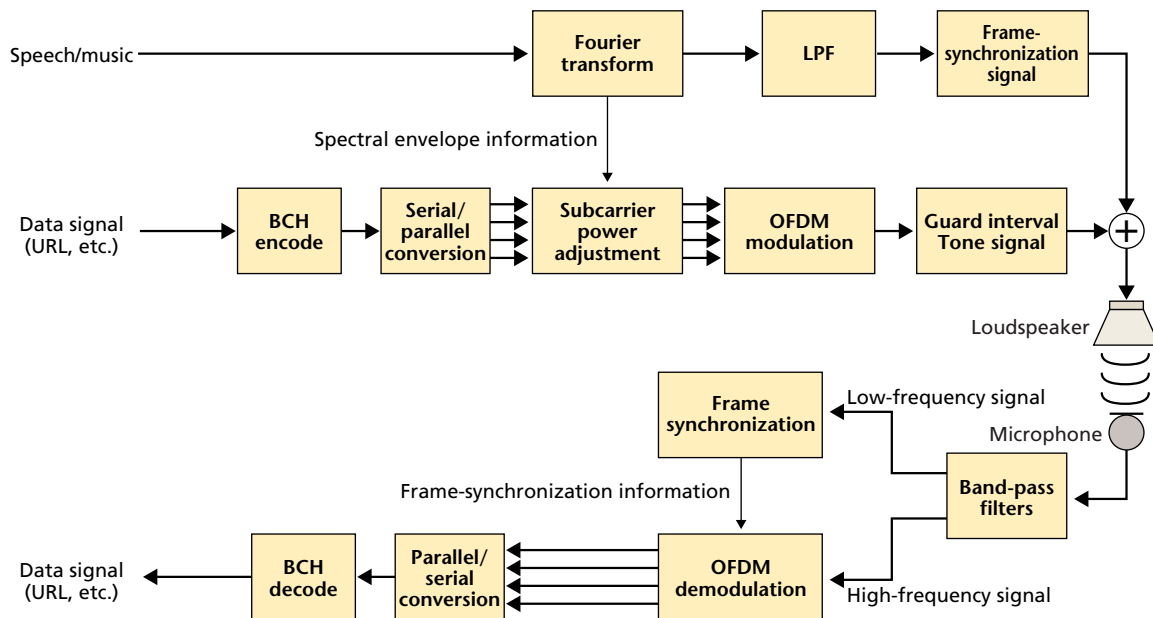 Speech/music
Fourier
transform
LPF
Frame-
synchronization
signal
Spectral envelope information
Data signal
(URL, etc.)
BCH
encode
Serial/
parallel
conversion
Subcarrier
power
adjustment
OFDM
modulation
Guard interval
Tone signal
+
Loudspeaker
Microphone
Band-pass
filters
Low-frequency signal
High-frequency signal
Frame
synchronization
Frame-synchronization information
OFDM
demodulation
Parallel/
serial
conversion
BCH
decode
Data signal
(URL, etc.)